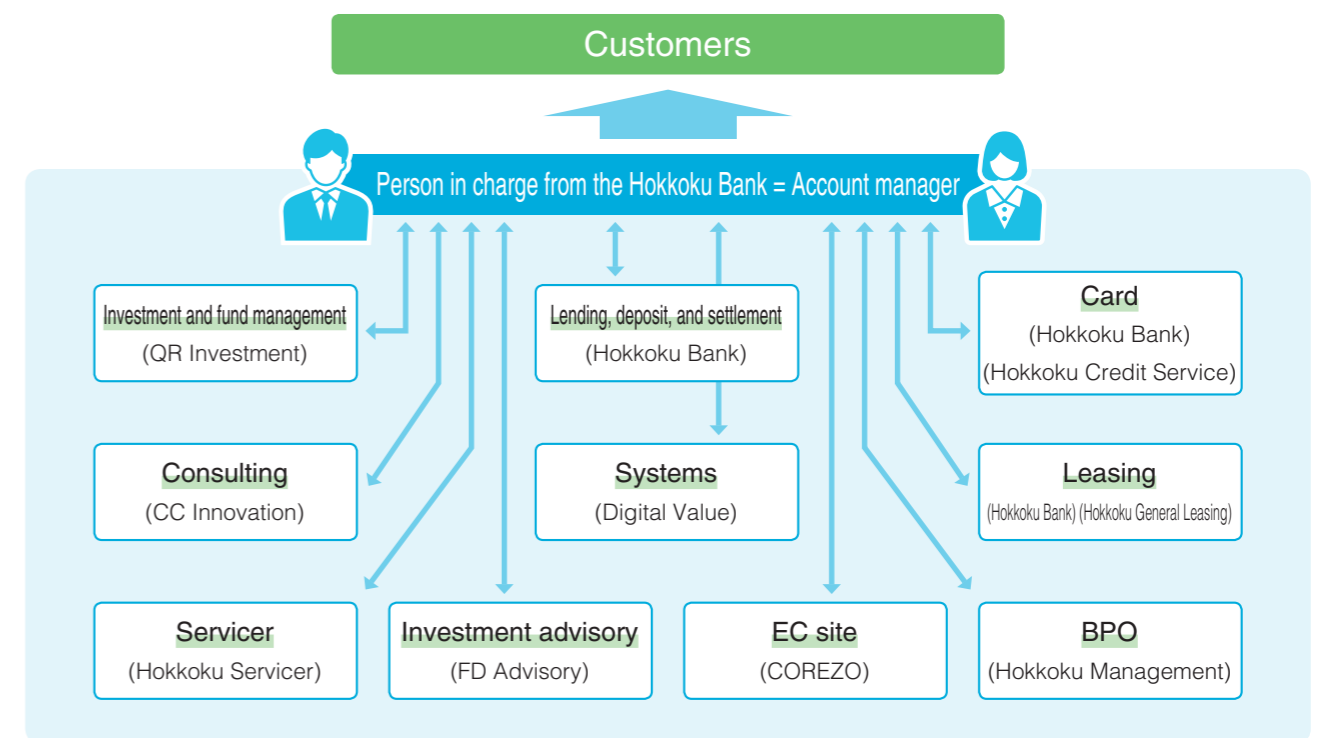 Customers
Person in charge from the Hokkoku Bank = Account manager
Investment and fund management
(QR Investment)
Lending, deposit, and settlement
(Hokkoku Bank)
Card
(Hokkoku Bank)
(Hokkoku Credit Service)
Consulting
(CC Innovation)
Systems
(Digital Value)
Leasing
(Hokkoku Bank) (Hokkoku General Leasing)
Servicer
(Hokkoku Servicer)
Investment advisory
(FD Advisory)
EC site
(COREZO)
BPO
(Hokkoku Management)